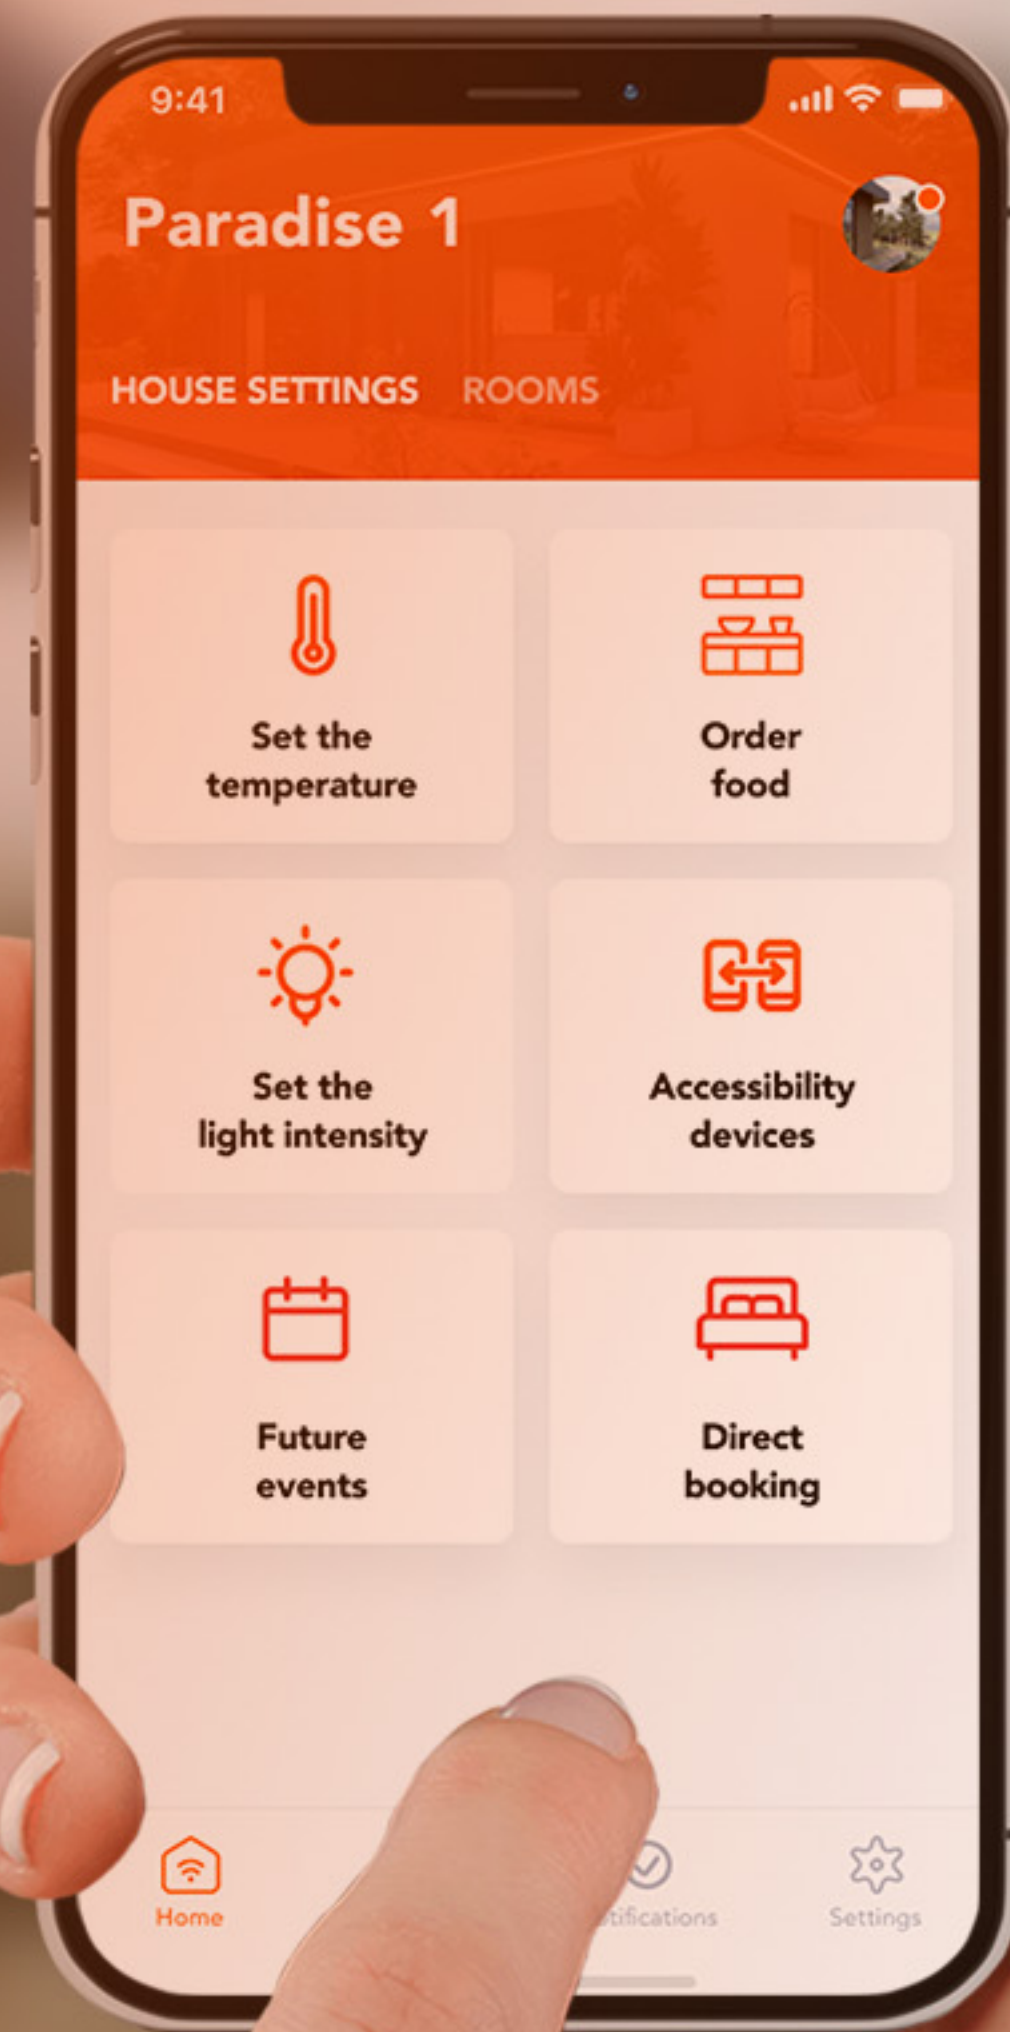 9:41
Paradise 1
HOUSE SETTINGS ROOMS
Set the
temperature
Order
food
Set the
light intensity
Accessibility
devices
Future
events
Direct
booking
Home
Settings